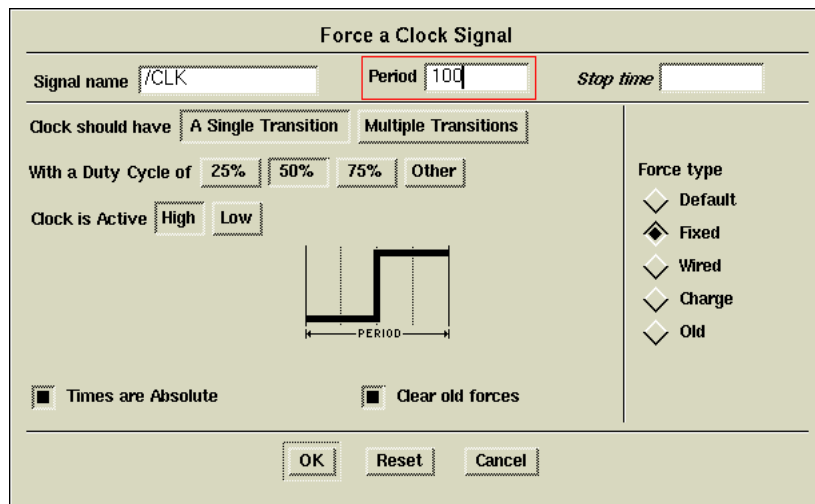 Force a Clock Signal
Signal name /CLK Period 100 Stop time
Clock should have A Single Transition Multiple Transitions
With a Duty Cycle of 25% 50% 75% Other
Clock is Active High Low
PERIOD
Force type
Default
Fixed
Wired
Charge
Old
Times are Absolute Clear old forces
OK Reset Cancel